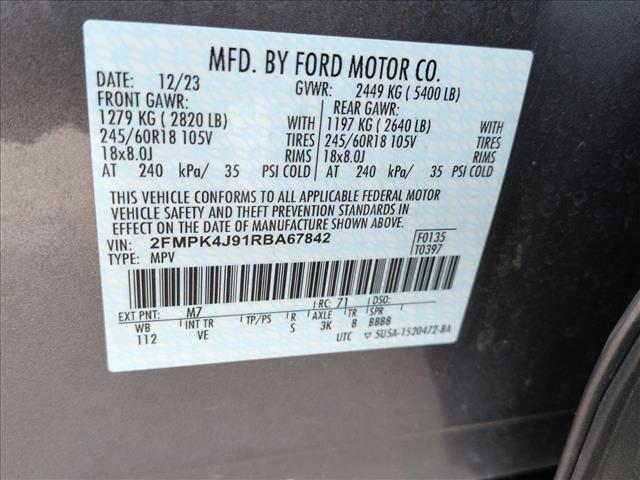 MFD. BY FORD MOTOR CO.
DATE: 12/23 GVWR: 2449 KG ( 5400 LB)
FRONT GAWR: REAR GAWR:
1279 KG ( 2820 LB) WITH 1197 KG ( 2640 LB) WITH
245/60R18 105V TIRES 245/60R18 105V TIRES
18x8.0J RIMS 18x8.0J RIMS
AT 240 kPa/ 35 PSI COLD AT 240 kPa/ 35 PSI COLD
THIS VEHICLE CONFORMS TO ALL APPLICABLE FEDERAL MOTOR
VEHICLE SAFETY AND THEFT PREVENTION STANDARDS IN
EFFECT ON THE DATE OF MANUFACTURE SHOWN ABOVE.
VIN: 2FMPK4J91RBA67842 F0135
TYPE: MPV T0397
EXT PNT: M7 RC: 71 DSO:
WB INT TR TP/PS R AXLE TR SPR
112 VE S 3K 8 BBBB
UTC ▽ 5U5A-1520472-BA